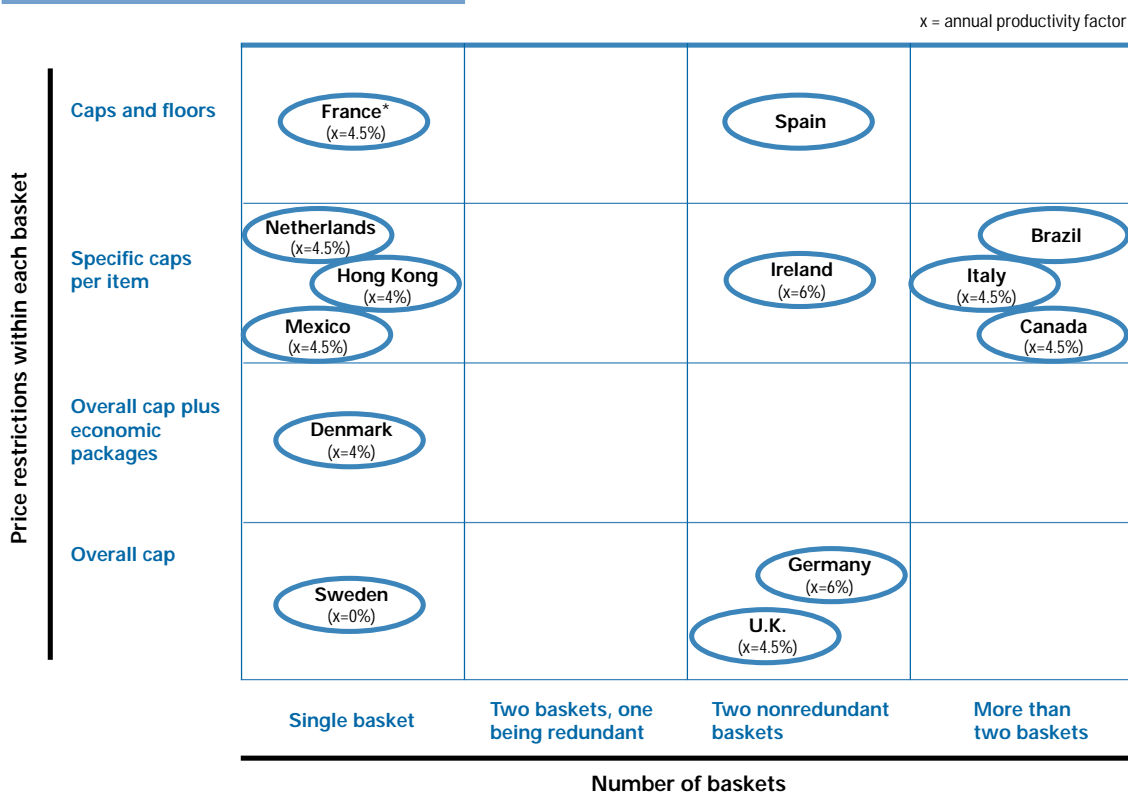 x = annual productivity factor
Price restrictions within each basket
Caps and floors
France*
(x=4.5%)
Spain
Specific caps
per item
Netherlands
(x=4.5%)
Hong Kong
(x=4%)
Mexico
(x=4.5%)
Ireland
(x=6%)
Brazil
Italy
(x=4.5%)
Canada
(x=4.5%)
Overall cap plus
economic
packages
Denmark
(x=4%)
Overall cap
Sweden
(x=0%)
Germany
(x=6%)
U.K.
(x=4.5%)
Single basket
Two baskets, one
being redundant
Two nonredundant
baskets
More than
two baskets
Number of baskets